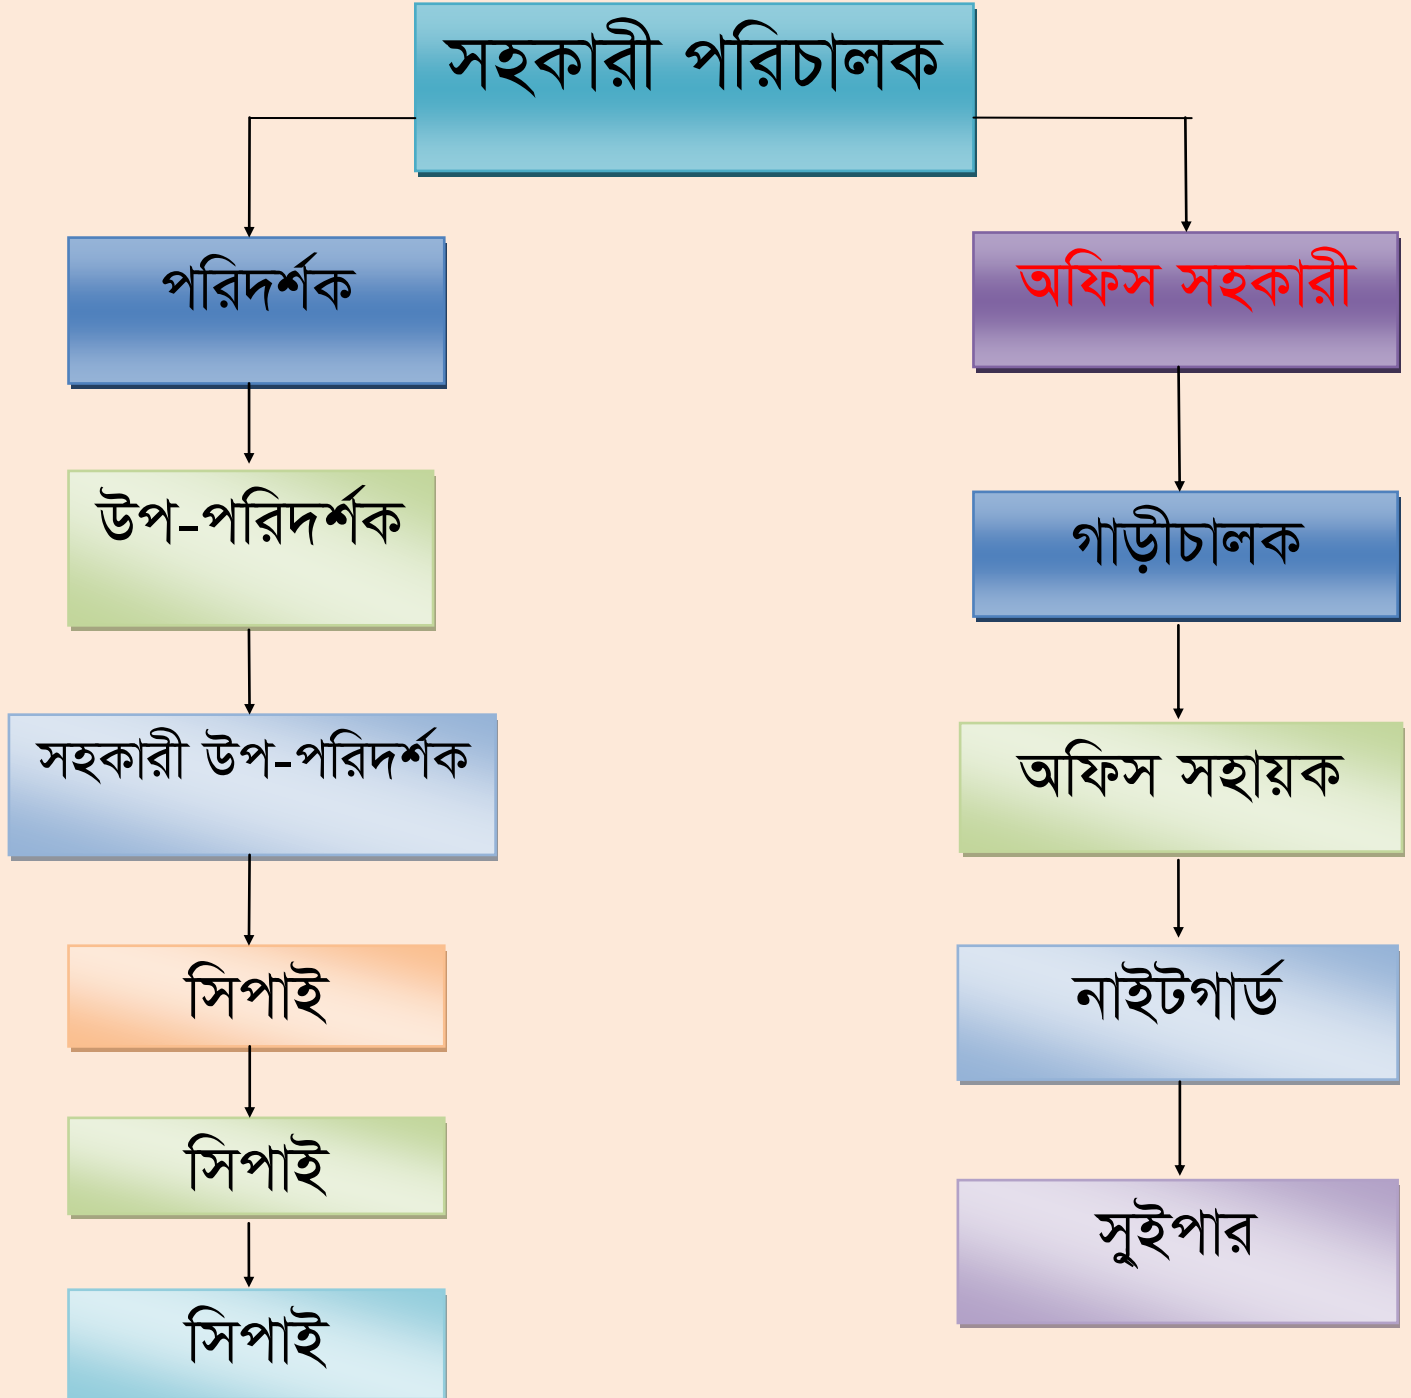 সহকারী পরিচালক
পরিদর্শক
অফিস সহকারী
উপ-পরিদর্শক
গাড়ীচালক
সহকারী উপ-পরিদর্শক
অফিস সহায়ক
সিপাই
নাইটগার্ড
সিপাই
সুইপার
সিপাই